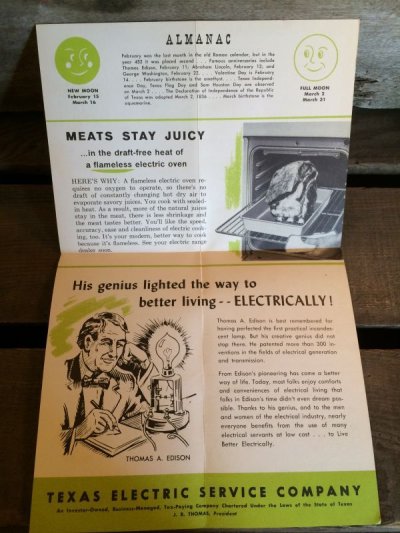 ALMANAC
NEW MOON
February 15
March 16
February was the last month in the old Roman calendar, but in the
year 452 it was placed second . . . Famous anniversaries include
Thomas Edison, February 11; Abraham Lincoln, February 12; and
George Washington, February 22. . . . Valentine Day is February
14. . . . February birthstone is the amethyst. . . . Texas Independ-
ence Day, Texas Flag Day and Sam Houston Day are observed
on March 2. . . . The Declaration of Independence of the Republic
of Texas was adopted March 2, 1836. . . . March birthstone is the
aquamarine.
FULL MOON
March 2
March 31
MEATS STAY JUICY
...in the draft-free heat of
a flameless electric oven
HERE'S WHY: A flameless electric oven re-
quires no oxygen to operate, so there's no
draft of constantly changing hot dry air to
evaporate savory juices. You cook with sealed-
in heat. As a result, more of the natural juices
stay in the meat, there is less shrinkage and
the meat tastes better. You'll like the speed,
accuracy, ease and cleanliness of electric cook-
ing, too. It's your modern, better way to cook
because it's flameless. See your electric range
dealer soon.
His genius lighted the way to
better living -- ELECTRICALLY!
Thomas A. Edison is best remembered for
having perfected the first practical incandes-
cent lamp. But his creative genius did not
stop there. He patented more than 300 in-
ventions in the fields of electrical generation
and transmission.
From Edison's pioneering has come a better
way of life. Today, most folks enjoy comforts
and conveniences of electrical living that
folks in Edison's time didn't even dream pos-
sible. Thanks to his genius, and to the men
and women of the electrical industry, nearly
everyone benefits from the use of many
electrical servants at low cost . . . to Live
Better Electrically.
THOMAS A. EDISON
TEXAS ELECTRIC SERVICE COMPANY
An Investor-Owned, Business-Managed, Tax-Paying Company Chartered Under the Laws of the State of Texas
J. B. THOMAS, President